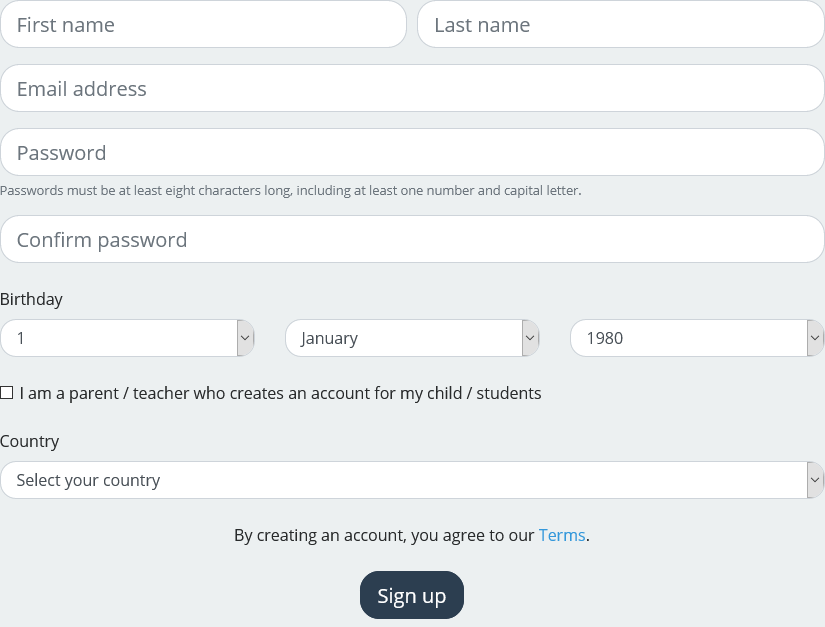 First name Last name
Email address
Password
Passwords must be at least eight characters long, including at least one number and capital letter.
Confirm password
Birthday
1 January 1980
I am a parent / teacher who creates an account for my child / students
Country
Select your country
By creating an account, you agree to our Terms.
Sign up